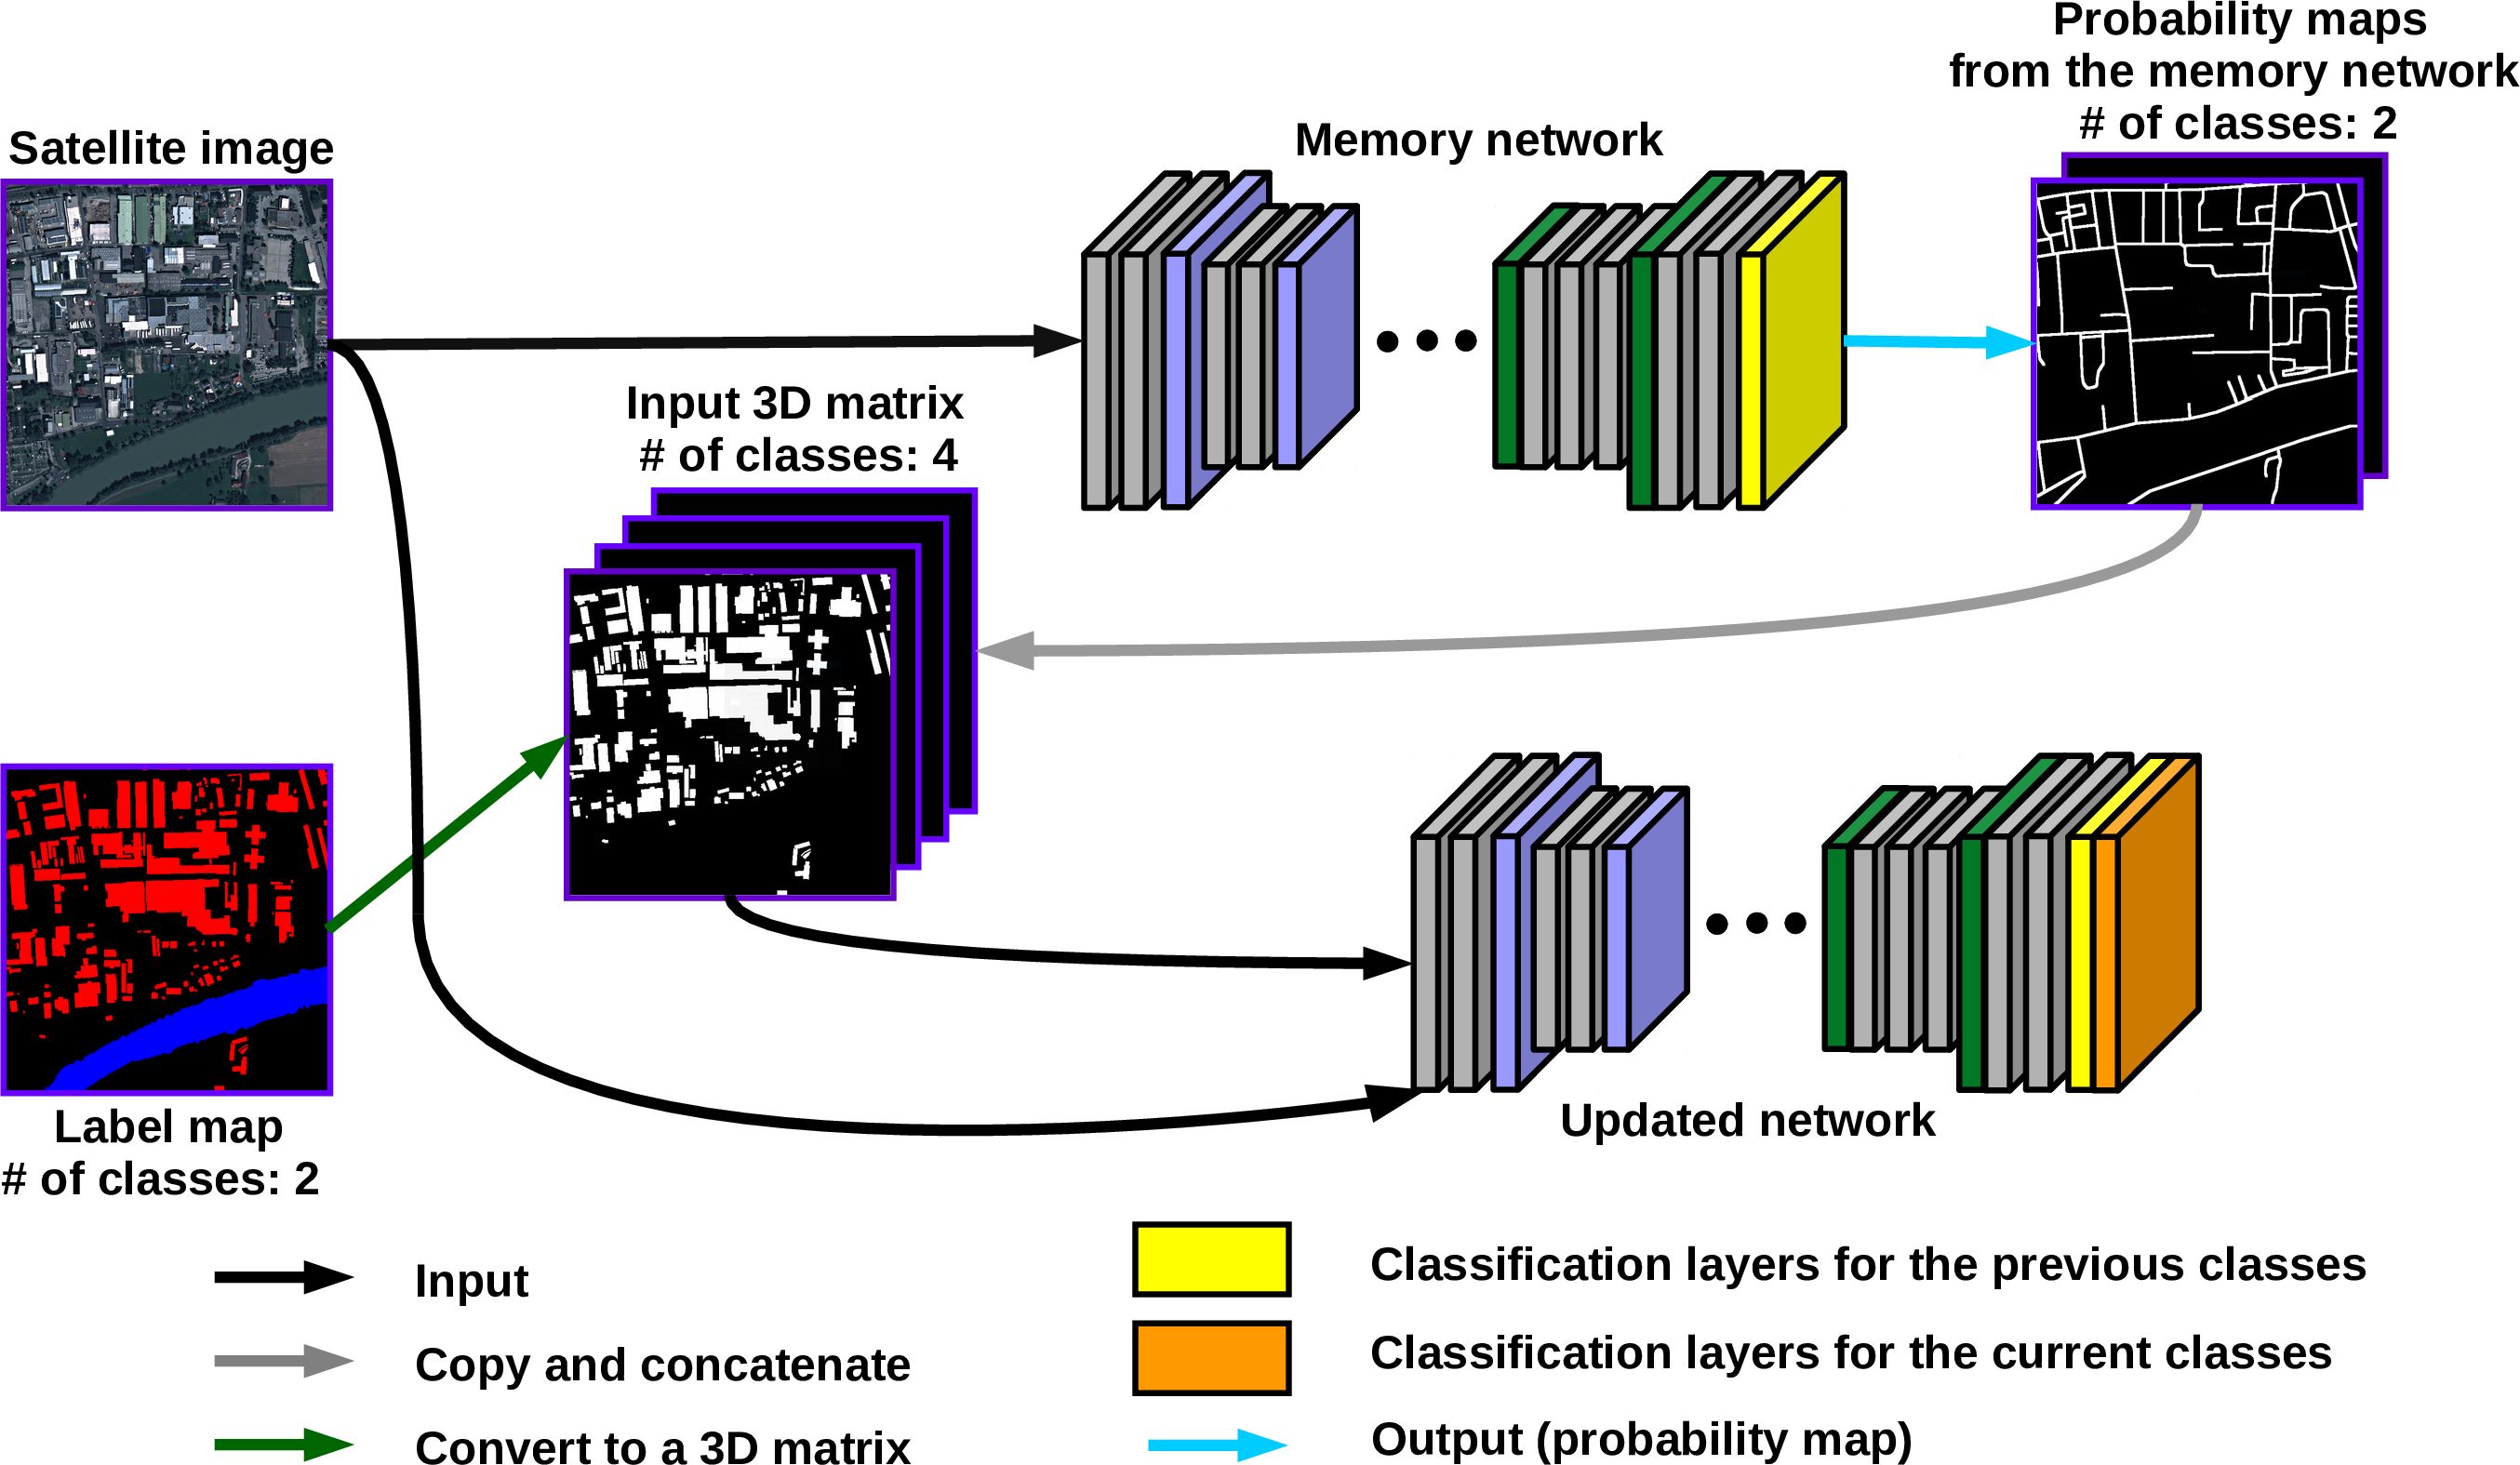 Probability maps
from the memory network
# of classes: 2
Satellite image
Memory network
Input 3D matrix
# of classes: 4
Label map
# of classes: 2
Updated network
Input
Copy and concatenate
Convert to a 3D matrix
Classification layers for the previous classes
Classification layers for the current classes
Output (probability map)